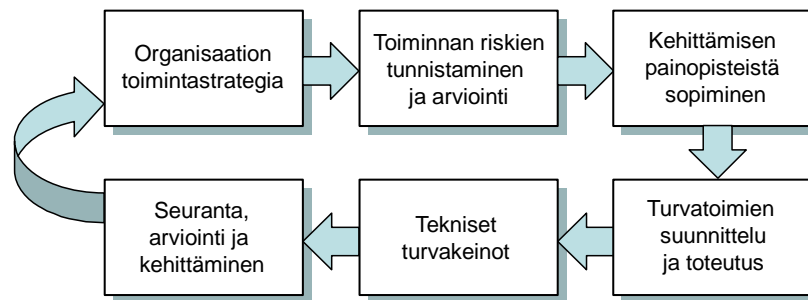 Organisaation
toimintastrategia
Toiminnan riskien
tunnistaminen
ja arviointi
Kehittämisen
painopisteistä
sopiminen
Turvatoimien
suunnittelu
ja toteutus
Tekniset
turvakeinot
Seuranta,
arviointi ja
kehittäminen